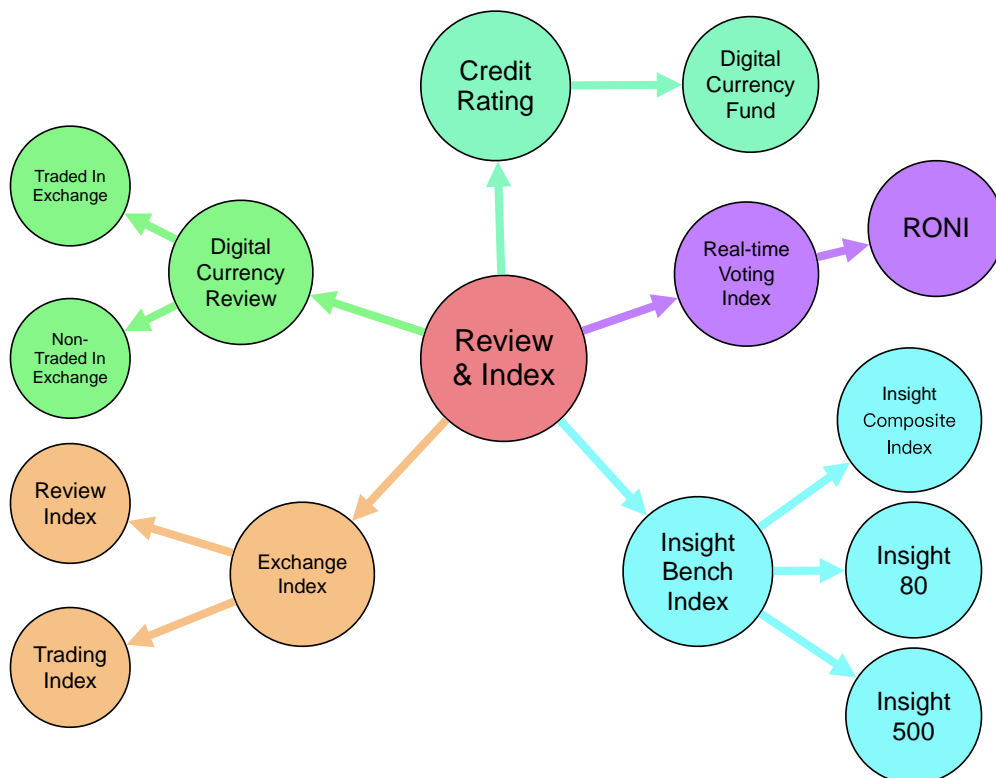 Credit
Rating
Digital
Currency
Fund
Traded In
Exchange
Digital
Currency
Review
Non-
Traded In
Exchange
Real-time
Voting
Index
RONI
Review
& Index
Insight
Composite
Index
Review
Index
Exchange
Index
Trading
Index
Insight
Bench
Index
Insight
80
Insight
500